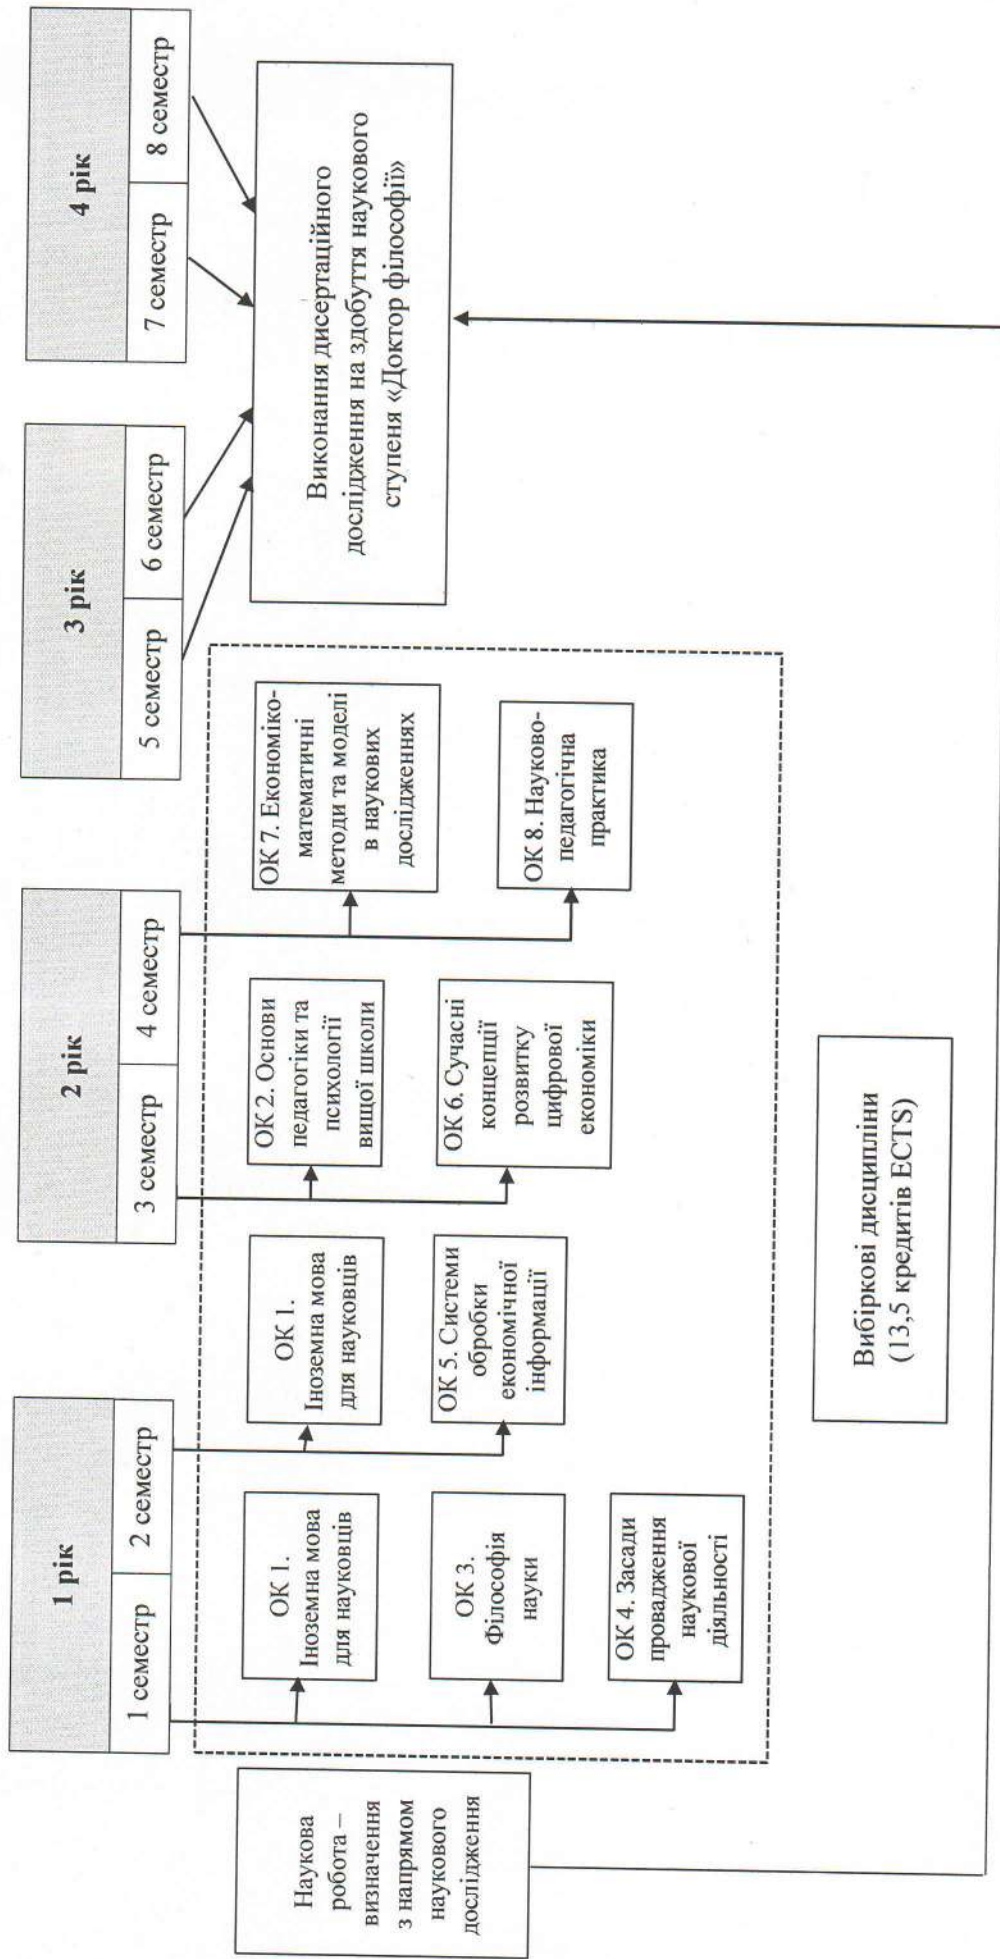 1 рік
1 семестр
2 семестр
2 рік
3 семестр
4 семестр
3 рік
5 семестр
6 семестр
4 рік
7 семестр
8 семестр
Наукова
робота –
визначення
з напрямом
наукового
дослідження
ОК 1.
Іноземна мова
для науковців
ОК 3.
Філософія
науки
ОК 4. Засади
провадження
наукової
діяльності
ОК 1.
Іноземна мова
для науковців
ОК 5. Системи
обробки
економічної
інформації
ОК 2. Основи
педагогіки та
психології
вищої школи
ОК 6. Сучасні
концепції
розвитку
цифрової
економіки
ОК 7. Економіко-
математичні
методи та моделі
в наукових
дослідженнях
ОК 8. Науково-
педагогічна
практика
Виконання дисертаційного
дослідження на здобуття наукового
ступеня «Доктор філософії»
Вибіркові дисципліни
(13,5 кредитів ECTS)